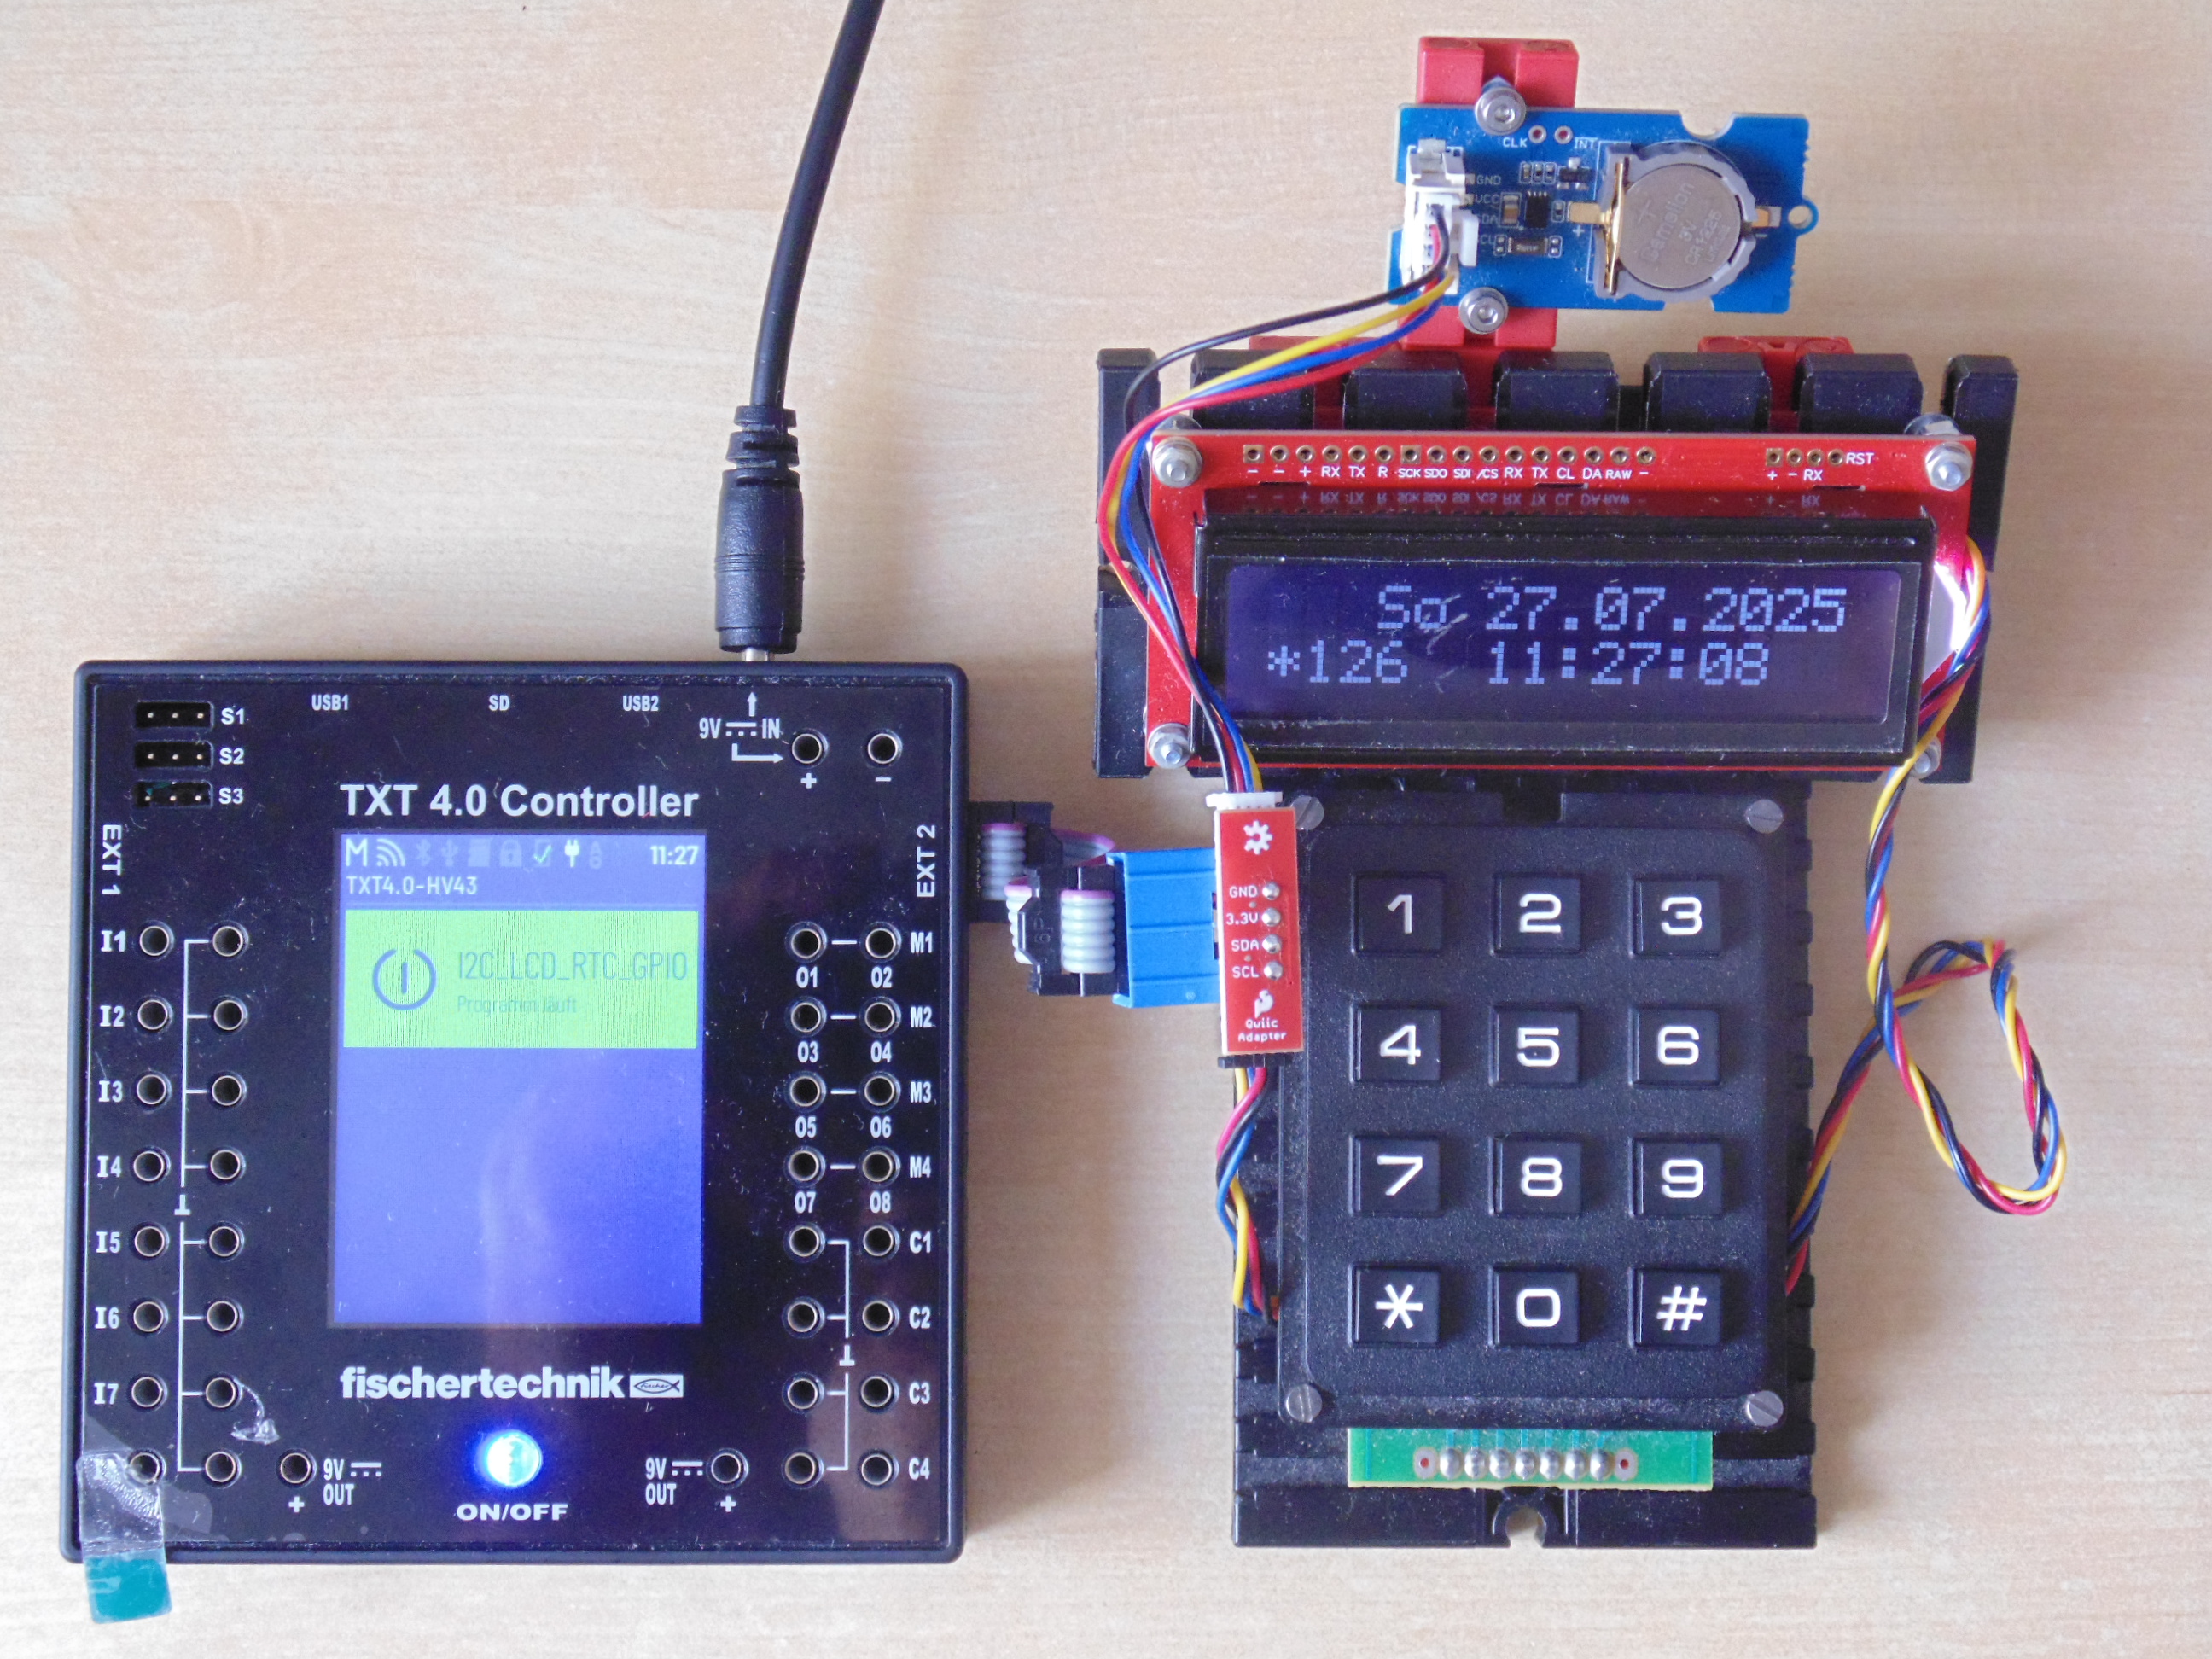 USB1 SD USB2
9V IN
+ -
S1
S2
S3
TXT 4.0 Controller
EXT 1
EXT 2
M 11:27
TXT4.0-HV43
I2C_LCD_RTC_GPIO
Programm läuft
I1
I2
I3
I4
I5
I6
I7
M1
O1 O2
M2
O3 O4
M3
O5 O6
M4
O7 O8
C1
C2
C3
C4
fischertechnik
fischer
9V
OUT
+
ON/OFF
9V
OUT
+
CLK INT
GND
VCC
3V
- - + RX TX R SCK SDO SDI /CS RX TX CL DA RAW -
+ - RX RST
So 27.07.2025
*126 11:27:08
GND
3.3V
SDA
SCL
Qwiic
Adapter
1 2 3
4 5 6
7 8 9
* 0 #